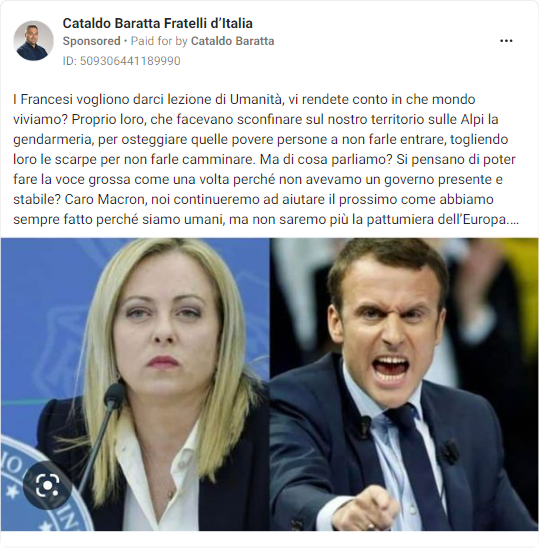 Cataldo Baratta Fratelli d'Italia
Sponsored • Paid for by Cataldo Baratta
ID: 509306441189990
I Francesi vogliono darci lezione di Umanità, vi rendete conto in che mondo
viviamo? Proprio loro, che facevano sconfinare sul nostro territorio sulle Alpi la
gendarmeria, per osteggiare quelle povere persone a non farle entrare, togliendo
loro le scarpe per non farle camminare. Ma di cosa parliamo? Si pensano di poter
fare la voce grossa come una volta perché non avevamo un governo presente e
stabile? Caro Macron, noi continueremo ad aiutare il prossimo come abbiamo
sempre fatto perché siamo umani, ma non saremo più la pattumiera dell'Europa....